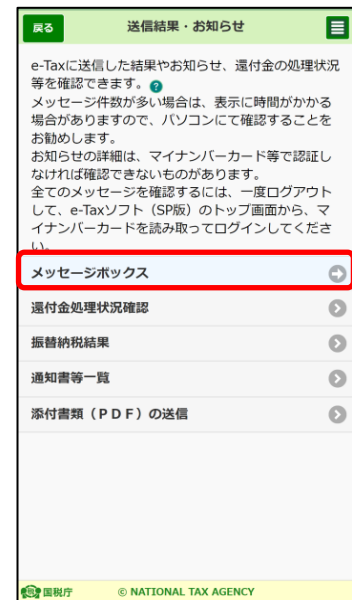 戻る
送信結果・お知らせ
e-Taxに送信した結果やお知らせ、還付金の処理状況
等を確認できます。?
メッセージ件数が多い場合は、表示に時間がかかる
場合がありますので、パソコンにて確認することを
お勧めします。
お知らせの詳細は、マイナンバーカード等で認証し
なければ確認できないものがあります。
全てのメッセージを確認するには、一度ログアウト
して、e-Taxソフト（SP版）のトップ画面から、マ
イナンバーカードを読み取ってログインしてくださ
い。
メッセージボックス
還付金処理状況確認
振替納税結果
通知書等一覧
添付書類（ＰＤＦ）の送信
国税庁
© NATIONAL TAX AGENCY